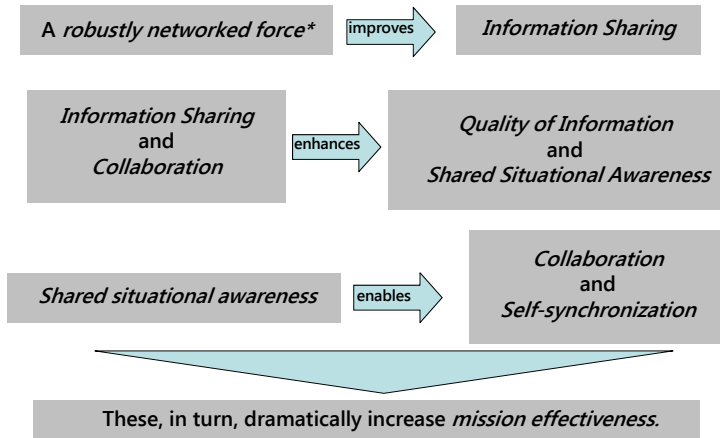 A robustly networked force*
improves
Information Sharing
Information Sharing
and
Collaboration
enhances
Quality of Information
and
Shared Situational Awareness
Shared situational awareness
enables
Collaboration
and
Self-synchronization
These, in turn, dramatically increase mission effectiveness.